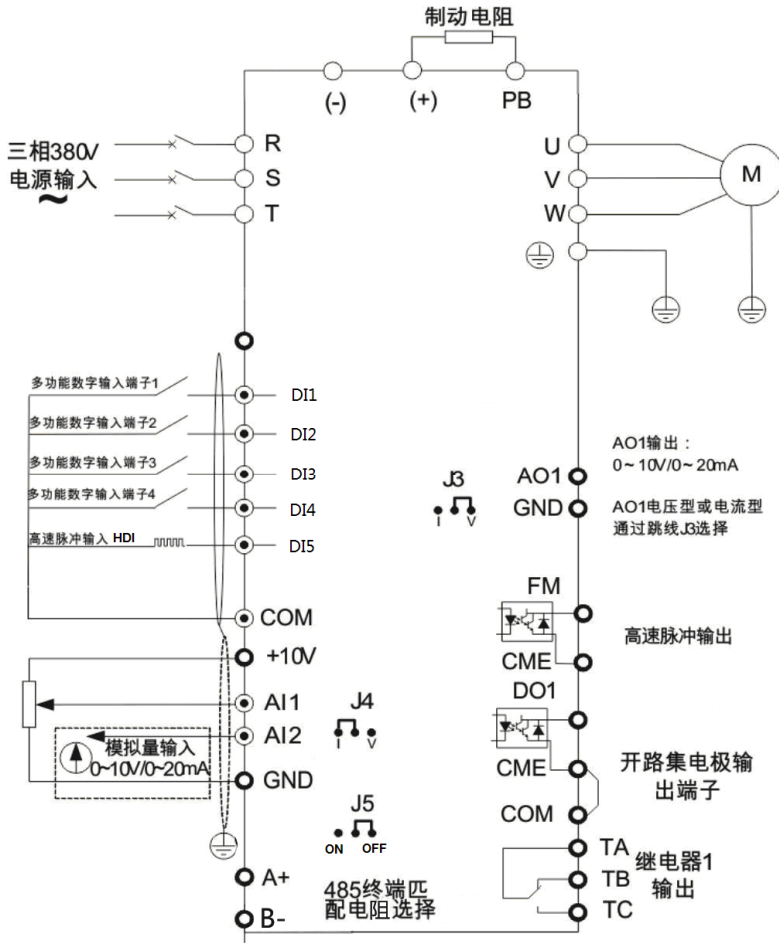 制动电阻
(-)
(+)
PB
三相380V
电源输入
~
R
S
T
U
V
W
M
多功能数字输入端子1
DI1
多功能数字输入端子2
DI2
多功能数字输入端子3
DI3
多功能数字输入端子4
DI4
高速脉冲输入 HDI
DI5
COM
+10V
AI1
AI2
模拟量输入
0~10V/0~20mA
GND
J3
I V
J4
I V
J5
ON OFF
A+
B-
485终端匹
配电阻选择
AO1
GND
AO1输出：
0~10V/0~20mA
AO1电压型或电流型
通过跳线J3选择
FM
CME
高速脉冲输出
DO1
CME
COM
开路集电极输
出端子
TA
TB
TC
继电器1
输出